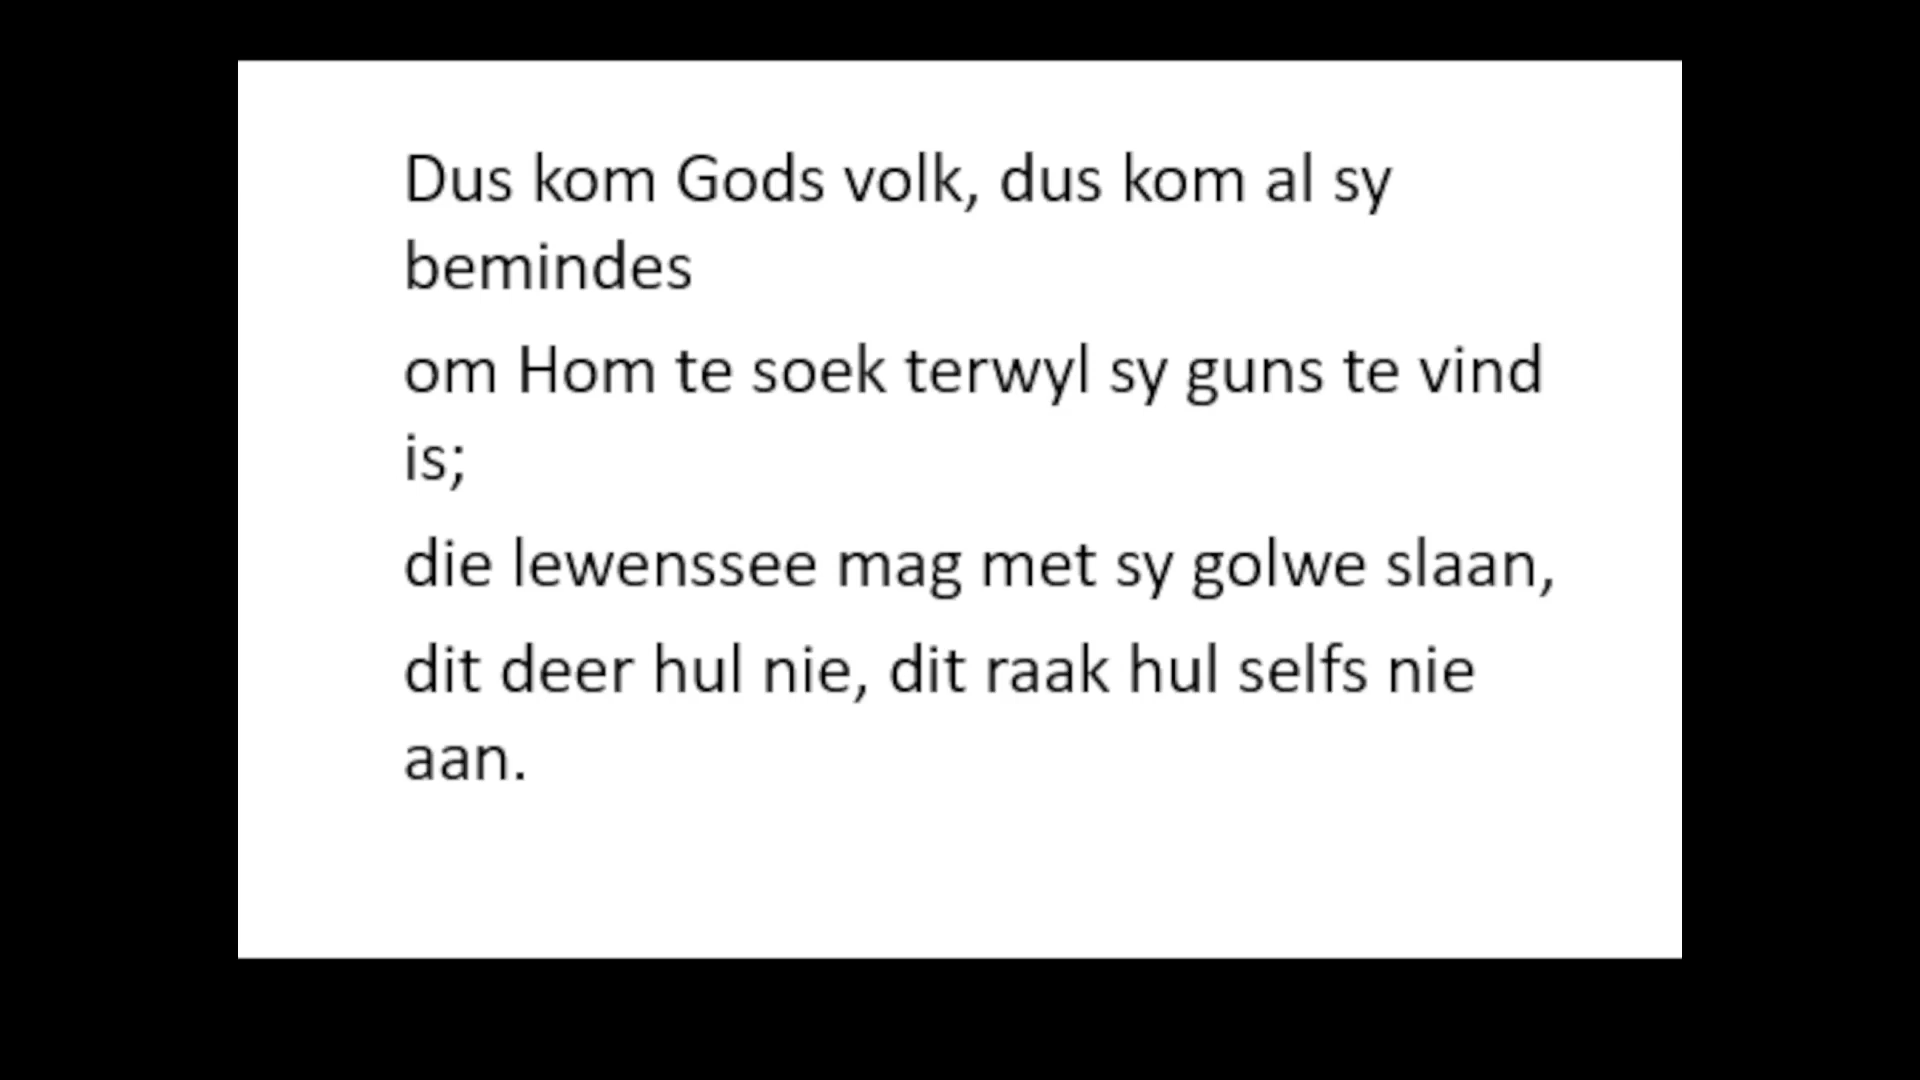 Dus kom Gods volk, dus kom al sy
bemindes
om Hom te soek terwyl sy guns te vind
is;
die lewenssee mag met sy golwe slaan,
dit deer hul nie, dit raak hul selfs nie
aan.